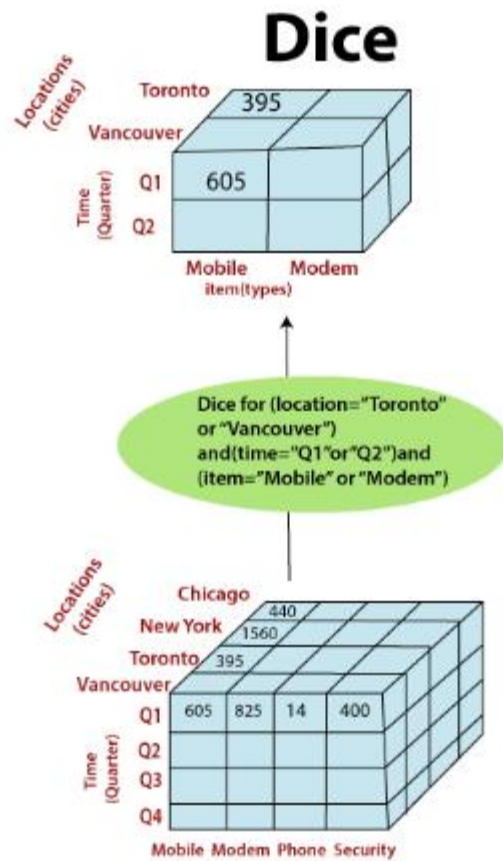 Dice
Locations
(cities)
Toronto
395
Vancouver
Time
(Quarter)
Q1
605
Q2
Mobile Modem
item(types)
Dice for (location="Toronto"
or "Vancouver")
and(time="Q1"or"Q2")and
(item="Mobile" or "Modem")
Locations
(cities)
Chicago
440
New York
1560
Toronto
395
Vancouver
Time
(Quarter)
Q1 605 825 14 400
Q2
Q3
Q4
Mobile Modem Phone Security